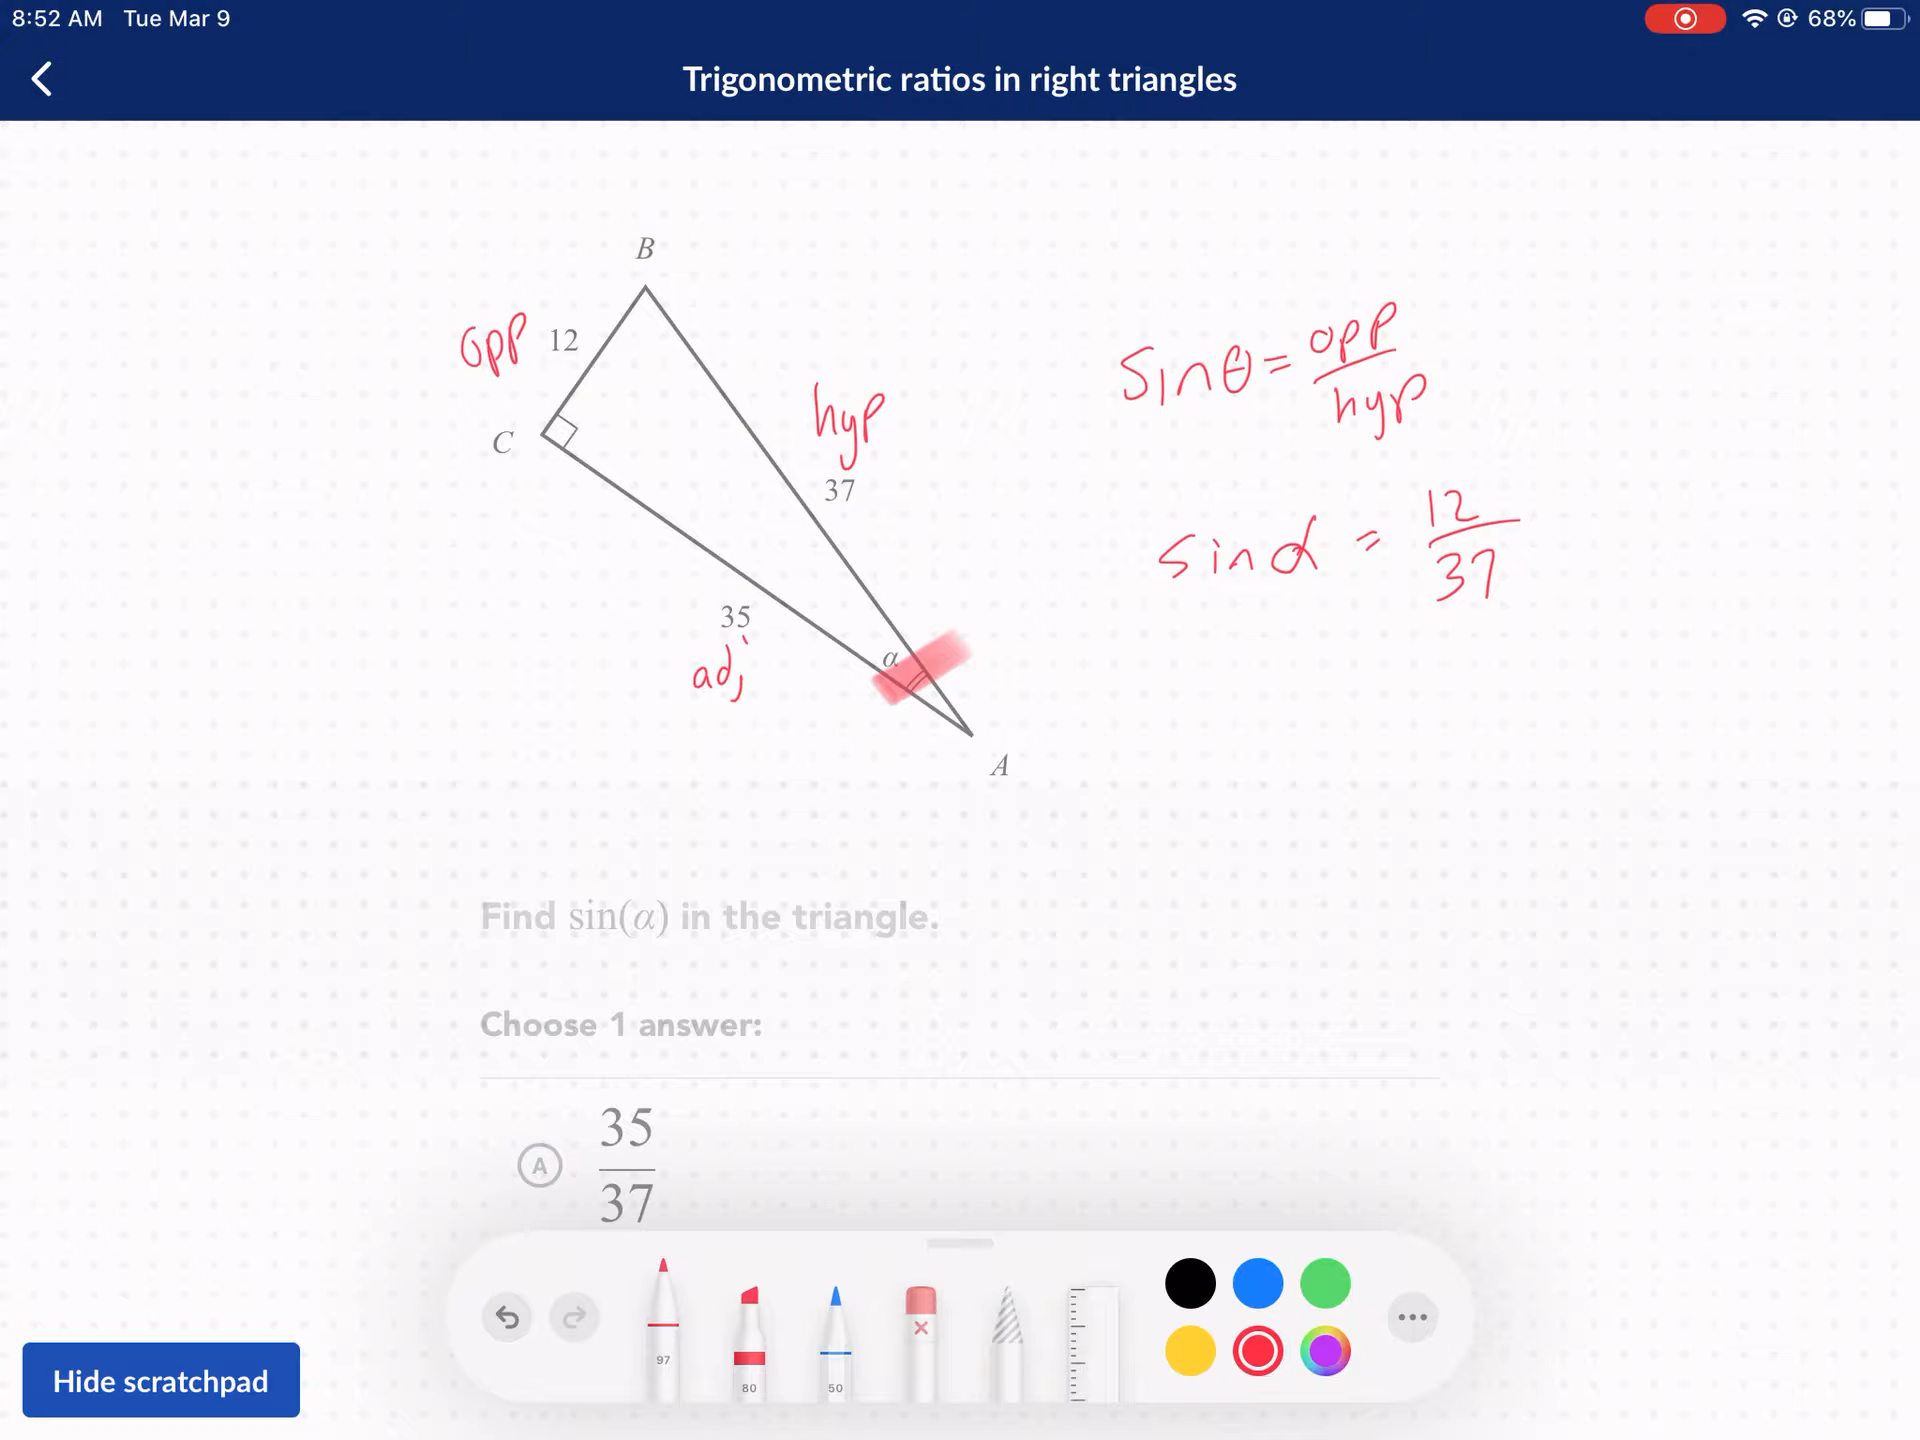 8:52 AM Tue Mar 9
68%
Trigonometric ratios in right triangles
B
opp 12
C
hyp
37
35
adj
α
A
Sinθ = opp/hyp
sin α = 12/37
Find sin(α) in the triangle.
Choose 1 answer:
A 35/37
97
80
50
Hide scratchpad